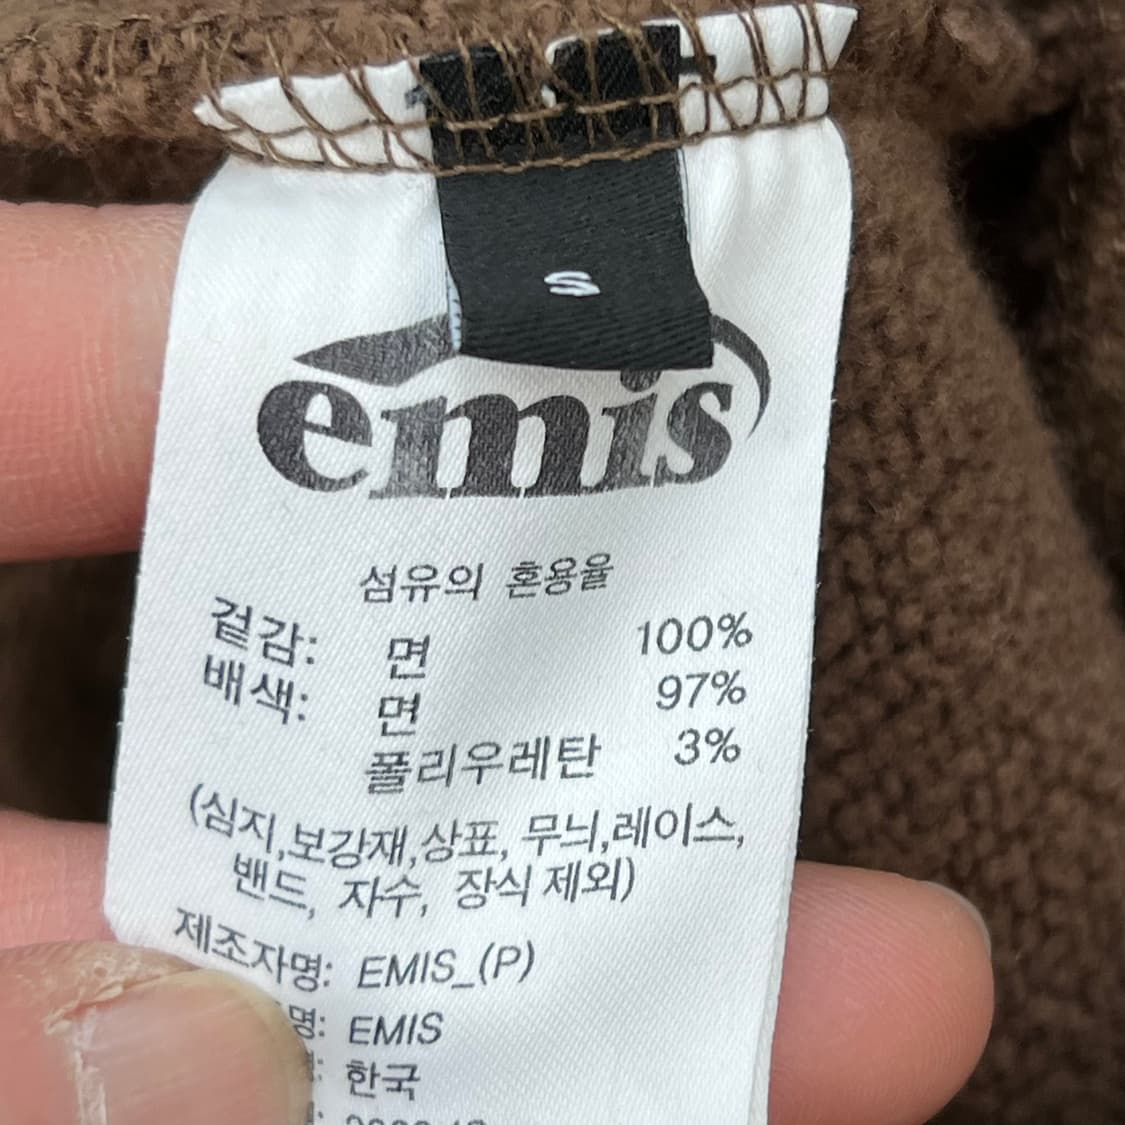 S
emis
섬유의 혼용율
겉감: 면 100%
배색: 면 97%
폴리우레탄 3%
(심지,보강재,상표, 무늬,레이스,
밴드, 자수, 장식 제외)
제조자명: EMIS_(P)
명: EMIS
한국